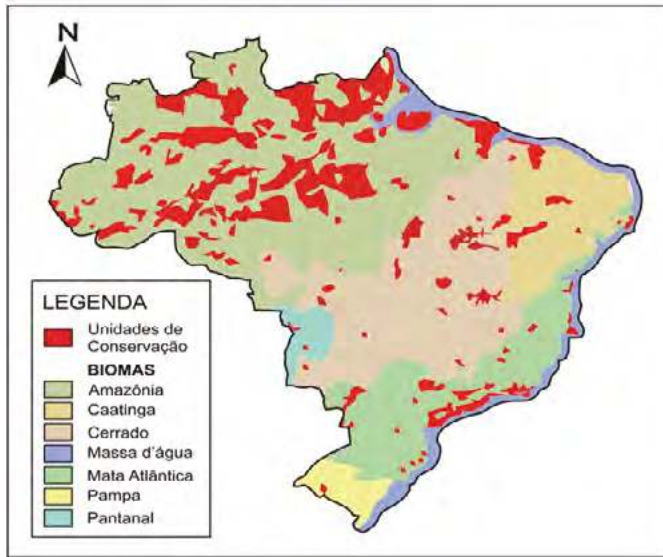 N
LEGENDA
Unidades de
Conservação
BIOMAS
Amazônia
Caatinga
Cerrado
Massa d'água
Mata Atlântica
Pampa
Pantanal